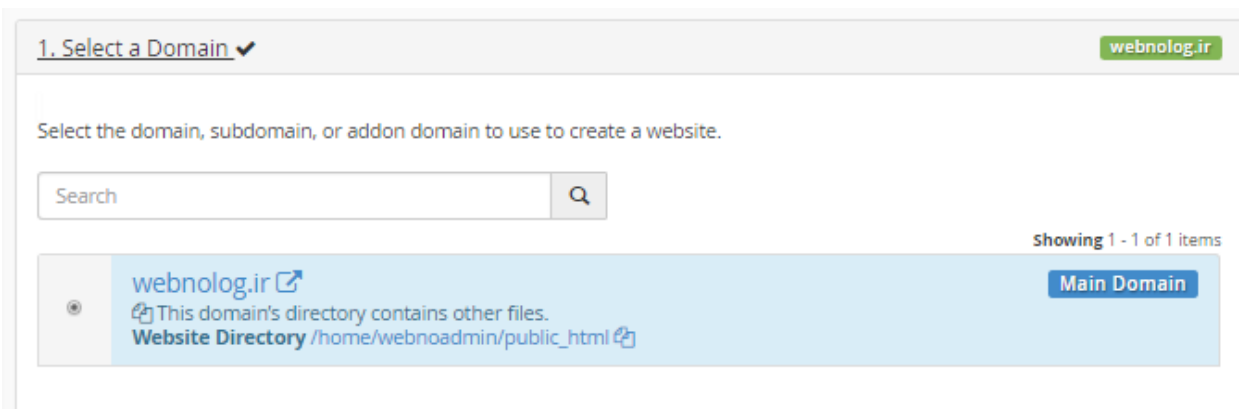 1. Select a Domain
webnolog.ir
Select the domain, subdomain, or addon domain to use to create a website.
Search
Showing 1 - 1 of 1 items
webnolog.ir
Main Domain
This domain's directory contains other files.
Website Directory /home/webnoadmin/public_html